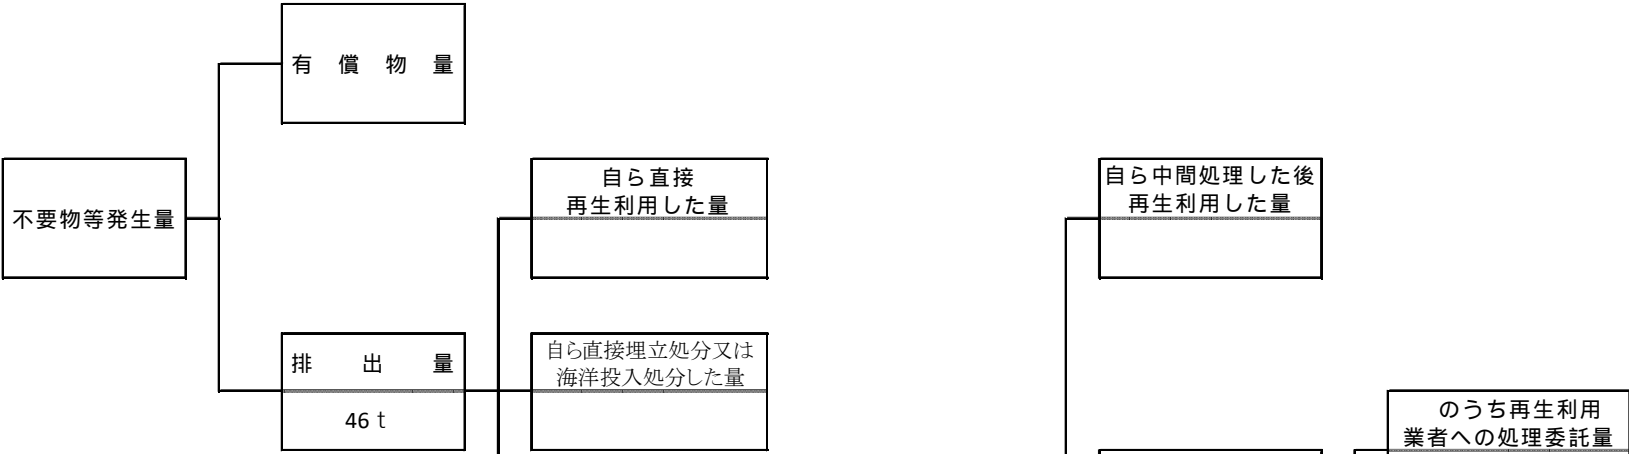 有償物量
不要物等発生量
自ら直接
再生利用した量
自ら中間処理した後
再生利用した量
排出量
46 t
自ら直接埋立処分又は
海洋投入処分した量
のうち再生利用
業者への処理委託量